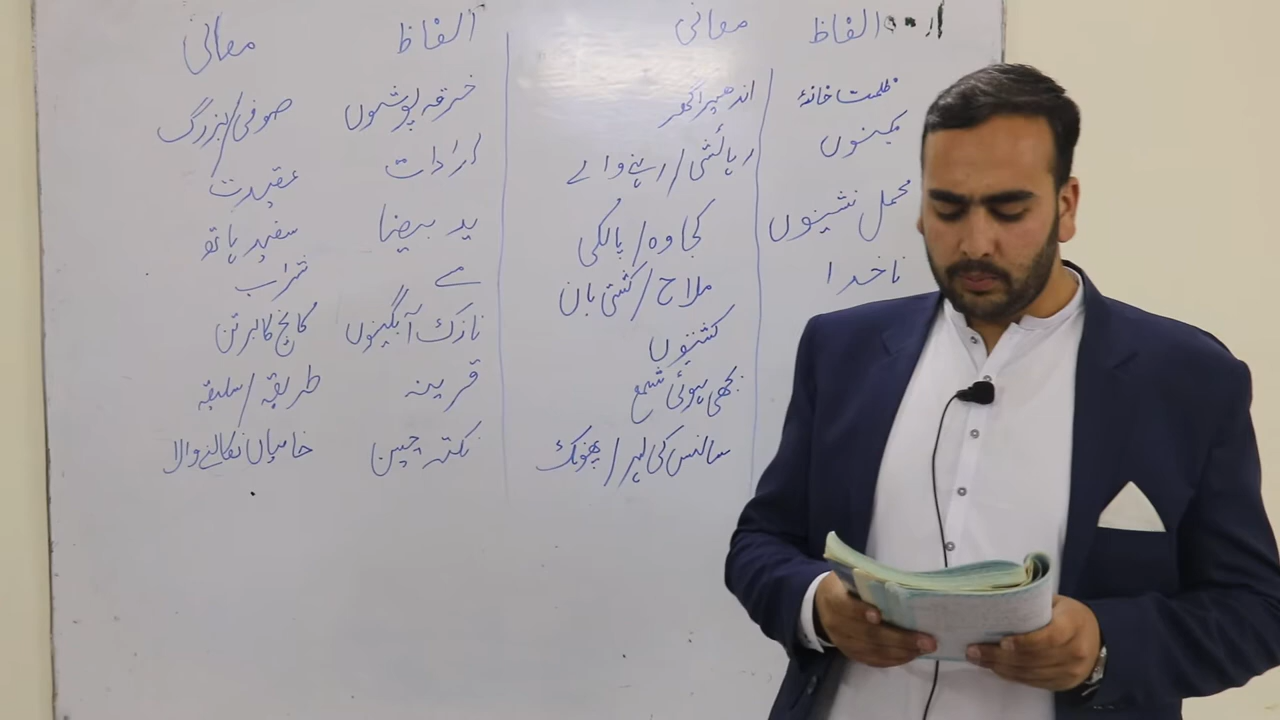 الفاظ معانی الفاظ معانی
ظلمت خانۂ اندھیرا گھر خرقہ پوشوں صوفی/بزرگ
مکینوں رہائشی/رہنے والے ارادات عقیدت
محمل نشینوں کجاوہ/پالکی ید بیضا سفید ہاتھ
ناخدا ملاح/کشتی بان مے شراب
کشتیوں نازک آبگینوں کانچ کا برتن
بجھی ہوئی شمع قرینہ طریقہ/سلیقہ
سانس کی لہر/پھونک نکتہ چیں خامیاں نکالنے والا